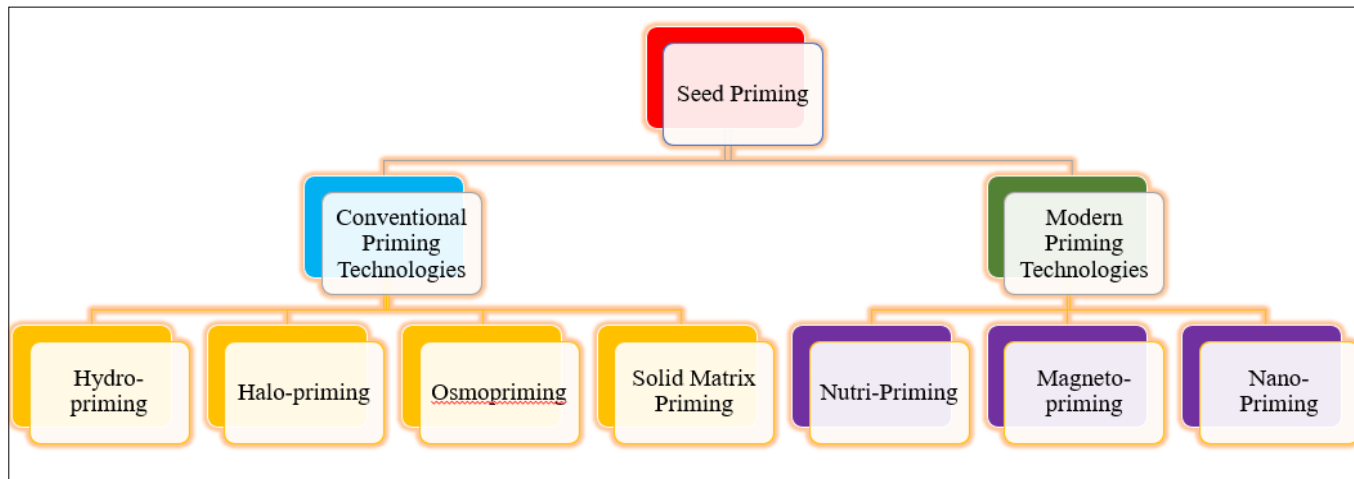 Seed Priming
Conventional
Priming
Technologies
Modern
Priming
Technologies
Hydro-
priming
Halo-priming
Osmopriming
Solid Matrix
Priming
Nutri-Priming
Magneto-
priming
Nano-
Priming